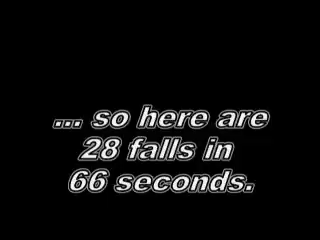 ... so here are
28 falls in
66 seconds.